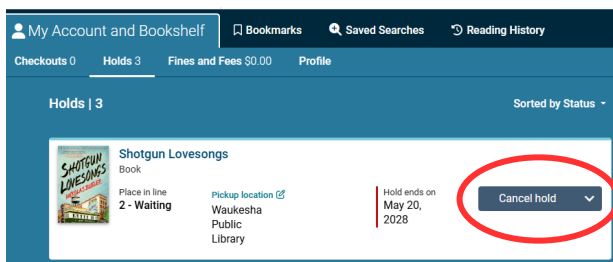 My Account and Bookshelf
Bookmarks
Saved Searches
Reading History
Checkouts 0
Holds 3
Fines and Fees $0.00
Profile
Holds | 3
Sorted by Status
SHOTGUN
LOVESONGS
Shotgun Lovesongs
Book
Place in line
2 - Waiting
Pickup location
Waukesha
Public
Library
Hold ends on
May 20,
2028
Cancel hold